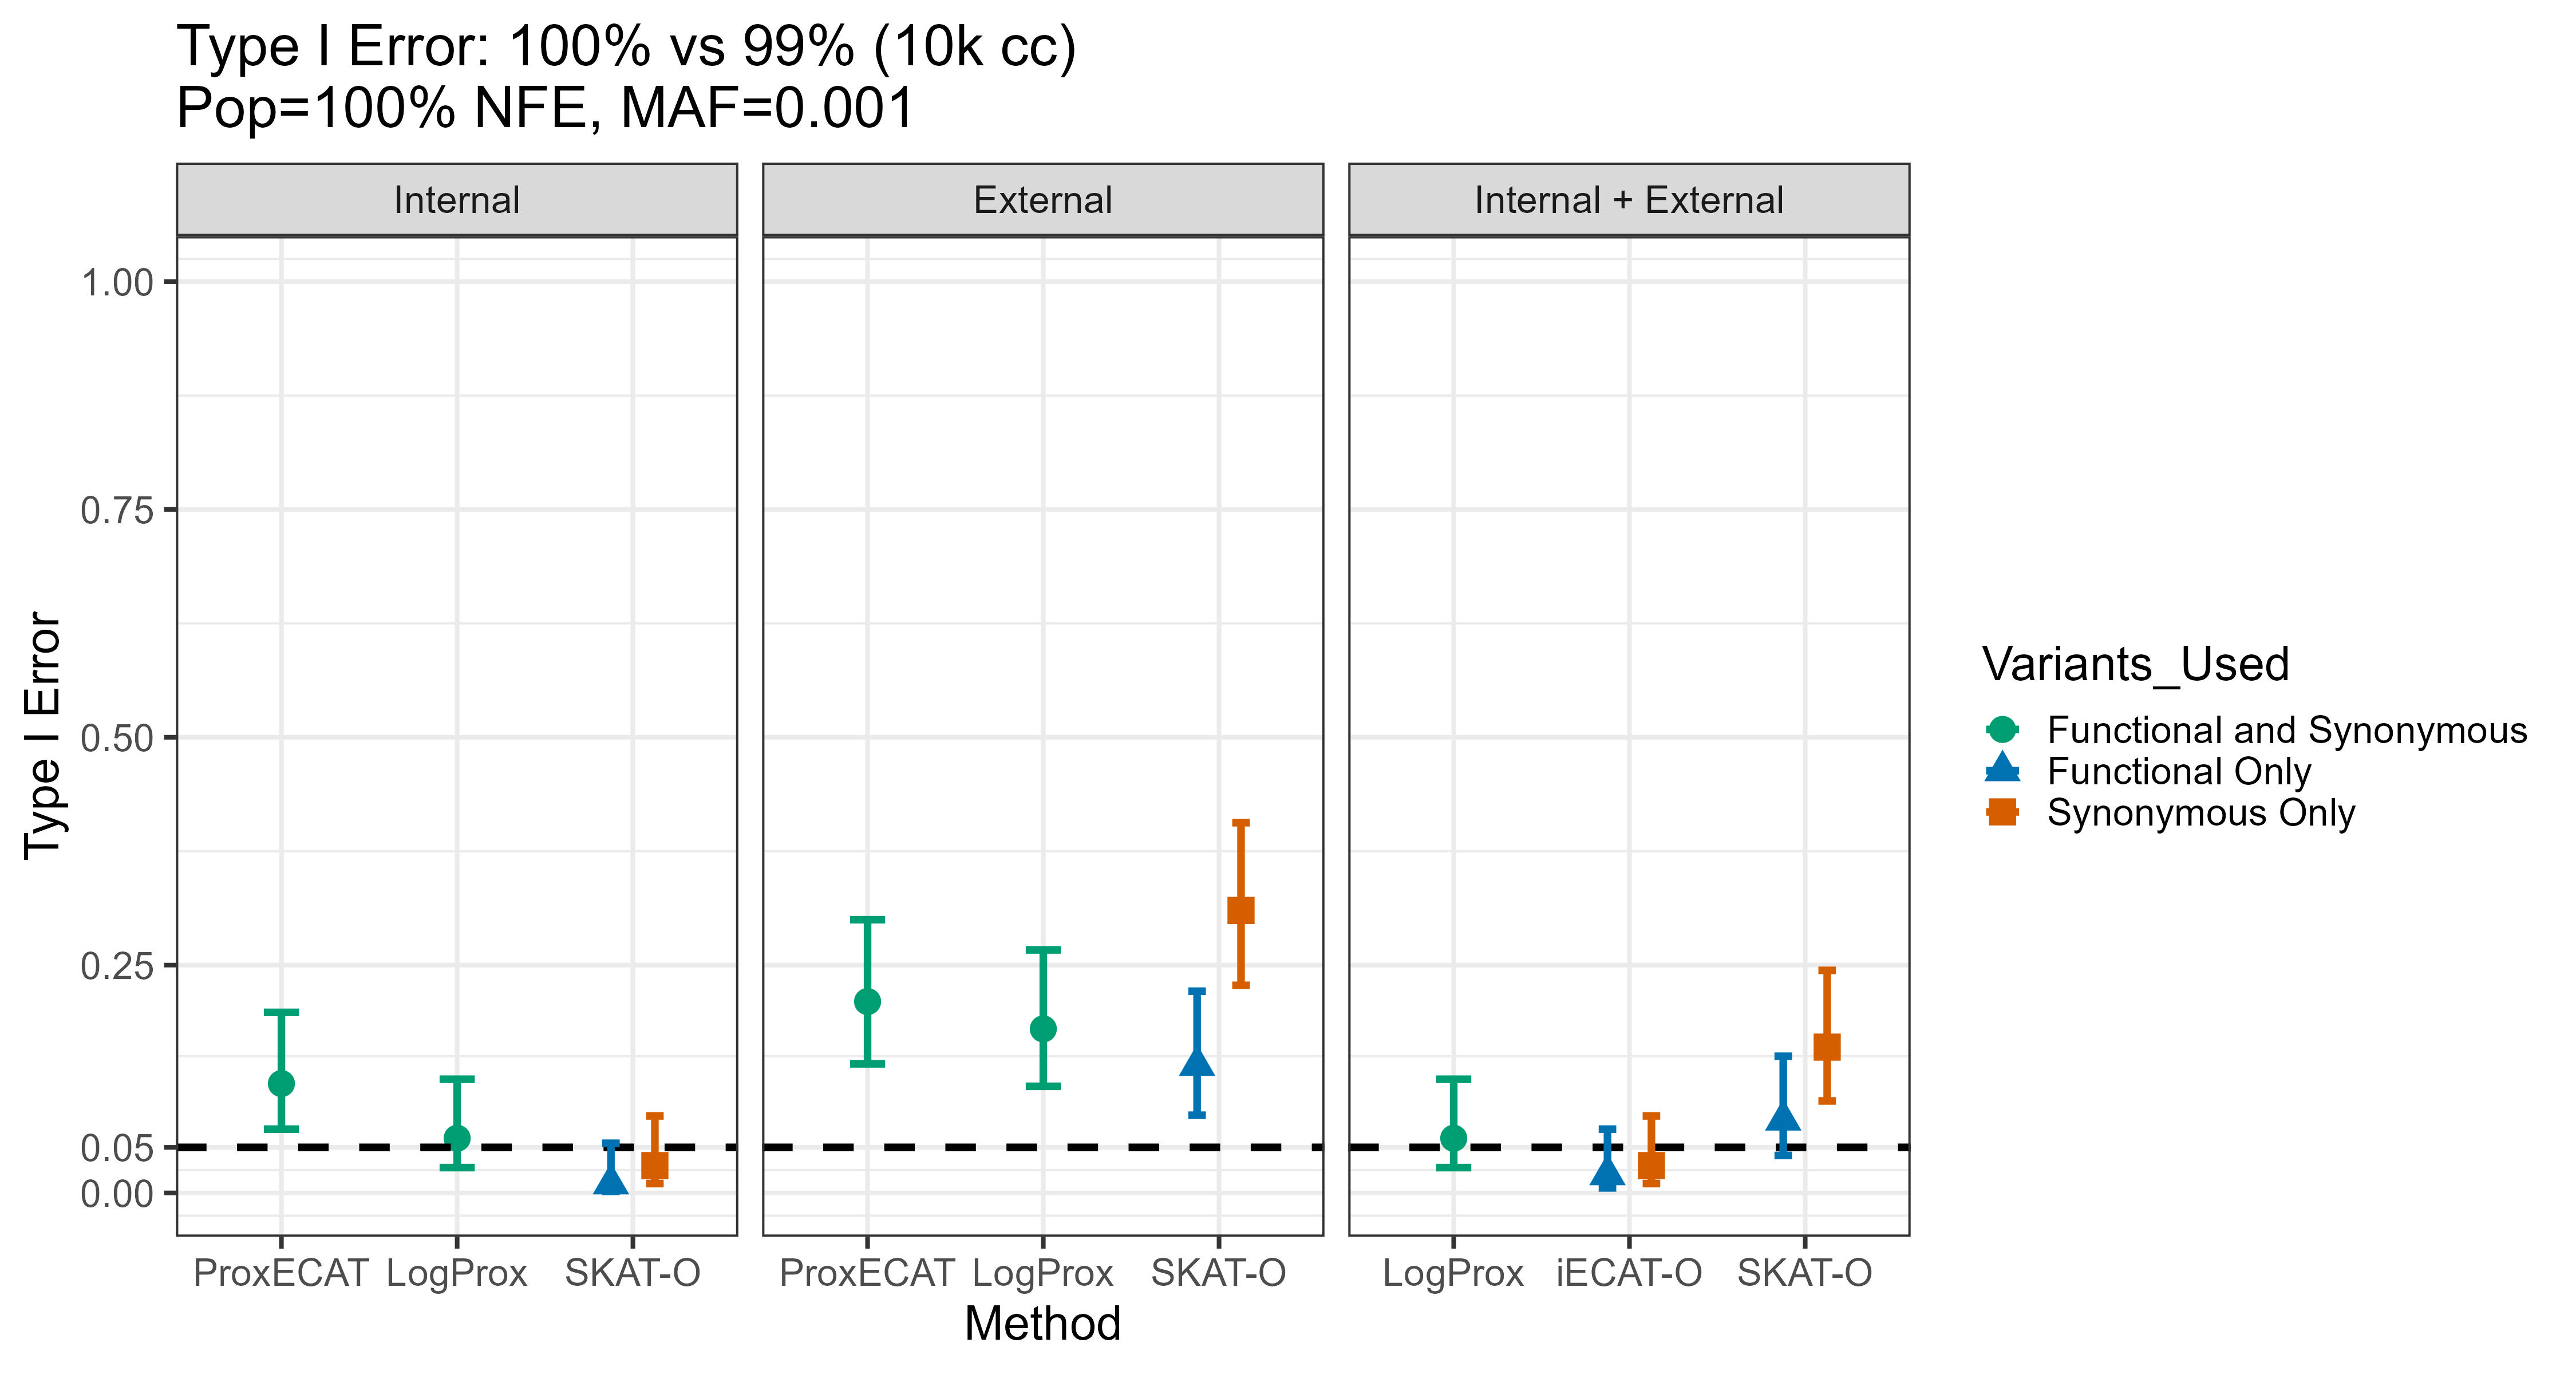 Type I Error: 100% vs 99% (10k cc)
Pop=100% NFE, MAF=0.001
Internal
External
Internal + External
Type I Error
1.00
0.75
0.50
0.25
0.05
0.00
ProxECAT LogProx SKAT-O
ProxECAT LogProx SKAT-O
LogProx iECAT-O SKAT-O
Method
Variants_Used
Functional and Synonymous
Functional Only
Synonymous Only